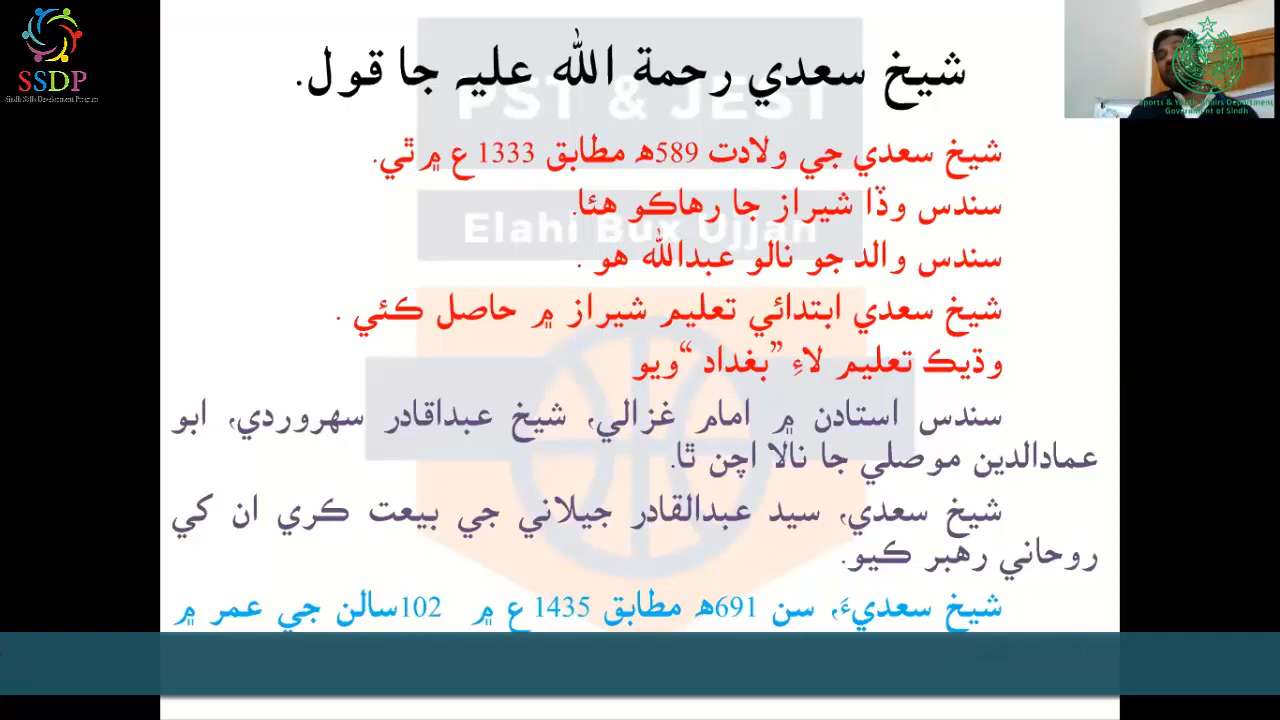 SSDP
Sindh Skills Development Program
شيخ سعدي رحمة الله عليہ جا قول.
PST & JEST
شيخ سعدي جي ولادت 589ھ مطابق 1333ع ۾ ٿي.
سندس وڏا شيراز جا رهاڪو هئا.
Elahi Bux Ujjan
سندس والد جو نالو عبدالله هو .
شيخ سعدي ابتدائي تعليم شيراز ۾ حاصل ڪئي .
وڌيڪ تعليم لاءِ ”بغداد “ويو
سندس استادن ۾ امام غزالي، شيخ عبداقادر سهروردي، ابو
عمادالدين موصلي جا نالا اچن ٿا.
شيخ سعدي، سيد عبدالقادر جيلاني جي بيعت ڪري ان کي
روحاني رهبر ڪيو.
شيخ سعديءَ، سن 691ھ مطابق 1435ع ۾ 102سالن جي عمر ۾
Sports & Youth Affairs Department
Government of Sindh